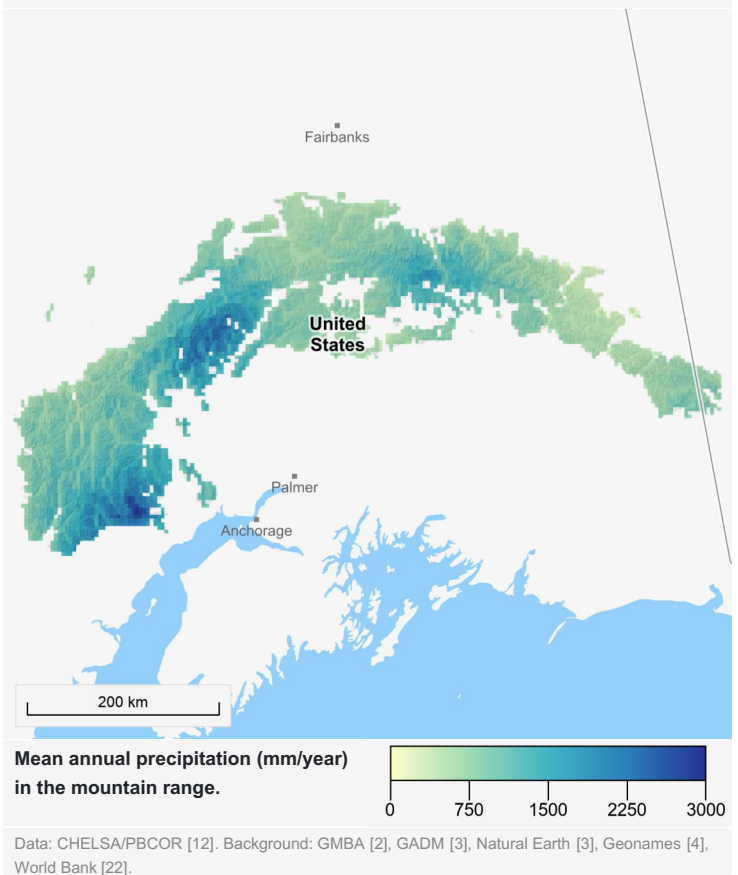 Fairbanks
United
States
Palmer
Anchorage
200 km
Mean annual precipitation (mm/year)
in the mountain range.
0 750 1500 2250 3000
Data: CHELSA/PBCOR [12]. Background: GMBA [2], GADM [3], Natural Earth [3], Geonames [4],
World Bank [22].